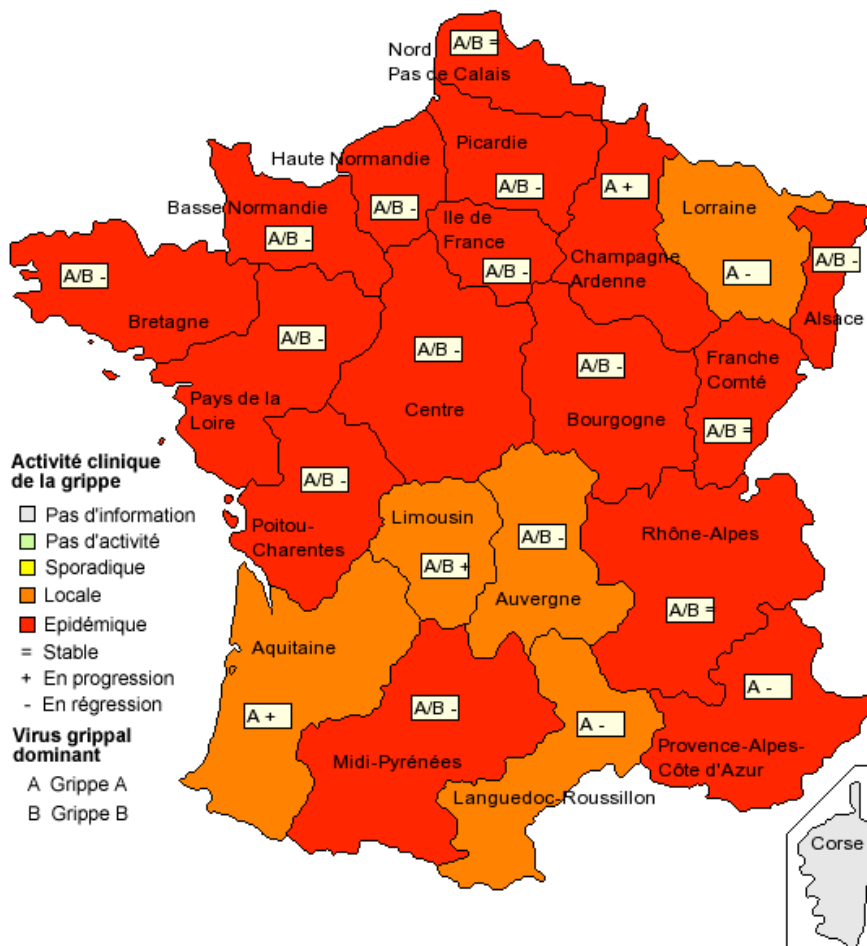 A/B =
Nord
Pas de Calais
Picardie
Haute Normandie
A/B -
A +
Lorraine
Basse Normandie
A/B -
Ile de
France
A/B -
Champagne
Ardenne
A/B -
A/B -
A/B -
A -
Bretagne
Alsace
A/B -
A/B -
A/B -
Franche
Comté
Pays de la
Loire
Centre
Bourgogne
A/B =
Activité clinique
de la grippe
Pas d'information
Pas d'activité
Sporadique
Locale
Epidémique
= Stable
+ En progression
- En régression
Virus grippal
dominant
A Grippe A
B Grippe B
A/B -
Poitou-
Charentes
Limousin
A/B +
A/B -
Auvergne
Rhône-Alpes
A/B =
Aquitaine
A +
A/B -
Midi-Pyrénées
A -
Languedoc-Roussillon
A -
Provence-Alpes-
Côte d'Azur
Corse